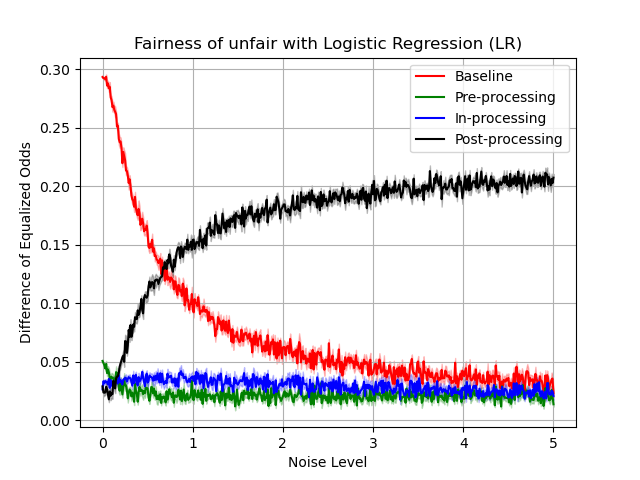 Fairness of unfair with Logistic Regression (LR)
Baseline
Pre-processing
In-processing
Post-processing
Difference of Equalized Odds
0.30
0.25
0.20
0.15
0.10
0.05
0.00
0 1 2 3 4 5
Noise Level